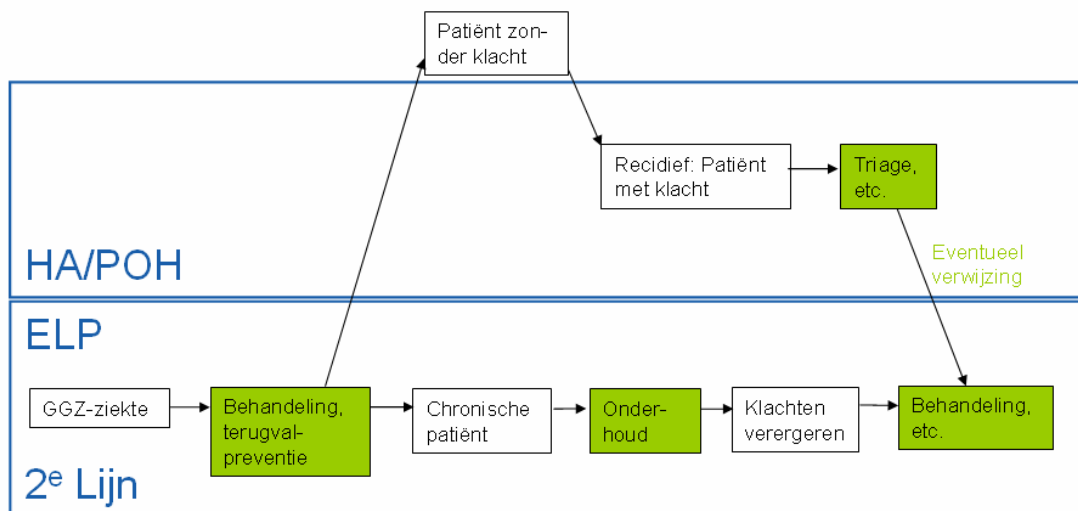 Patiënt zon-
der klacht
Recidief: Patiënt
met klacht
Triage,
etc.
HA/POH
Eventueel
verwijzing
ELP
GGZ-ziekte
Behandeling,
terugval-
preventie
Chronische
patiënt
Onder-
houd
Klachten
verergeren
Behandeling,
etc.
2e Lijn